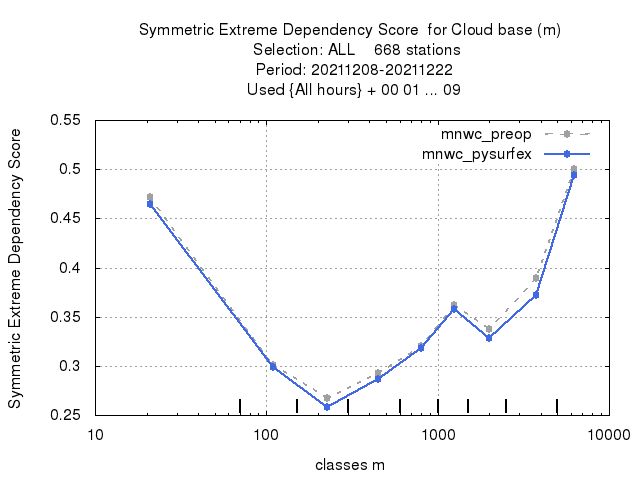 Symmetric Extreme Dependency Score  for Cloud base (m)
Selection: ALL    668 stations
Period: 20211208-20211222
Used {All hours} + 00 01 ... 09
Symmetric Extreme Dependency Score
0.55
0.5
0.45
0.4
0.35
0.3
0.25
mnwc_preop
mnwc_pysurfex
10 100 1000 10000
classes m